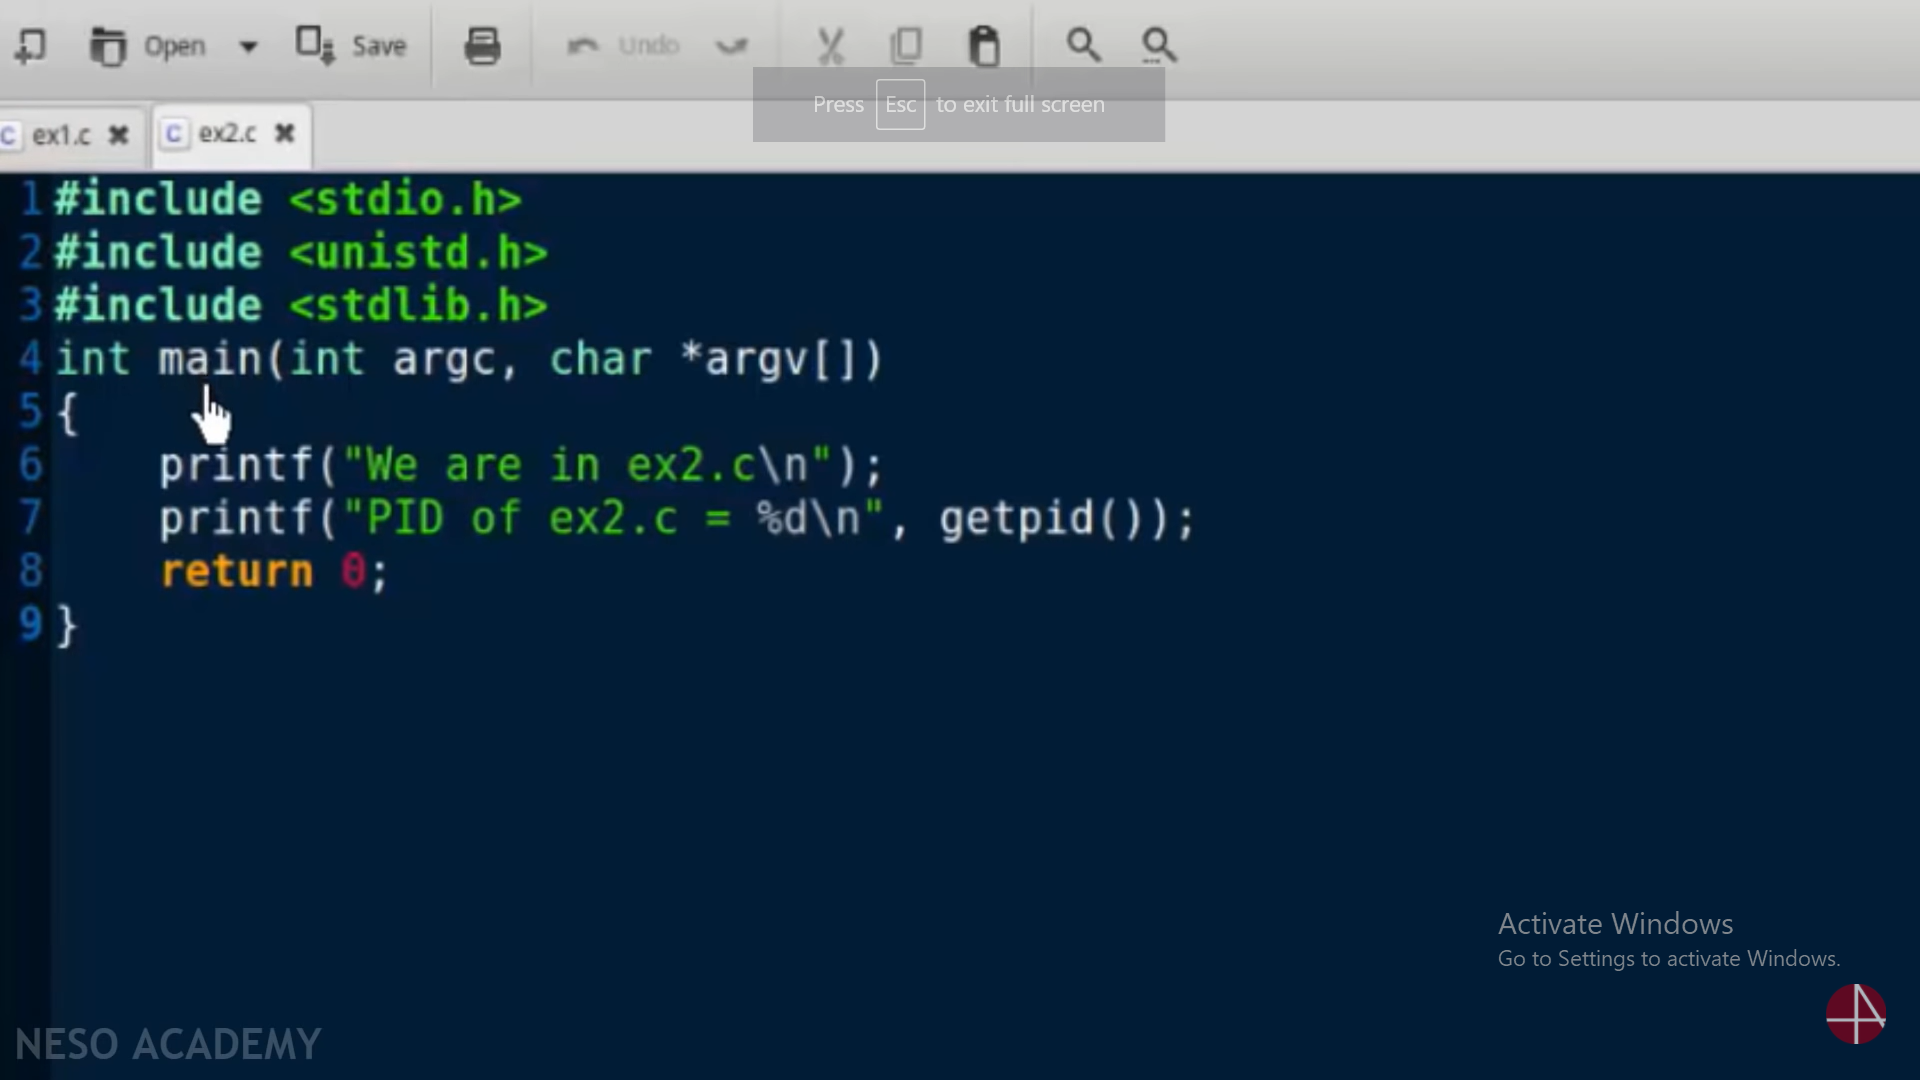 Open Save Undo
Press Esc to exit full screen
C ex1.c C ex2.c
1 #include <stdio.h>
2 #include <unistd.h>
3 #include <stdlib.h>
4 int main(int argc, char *argv[])
5 {
6     printf("We are in ex2.c\n");
7     printf("PID of ex2.c = %d\n", getpid());
8     return 0;
9 }
Activate Windows
Go to Settings to activate Windows.
NESO ACADEMY